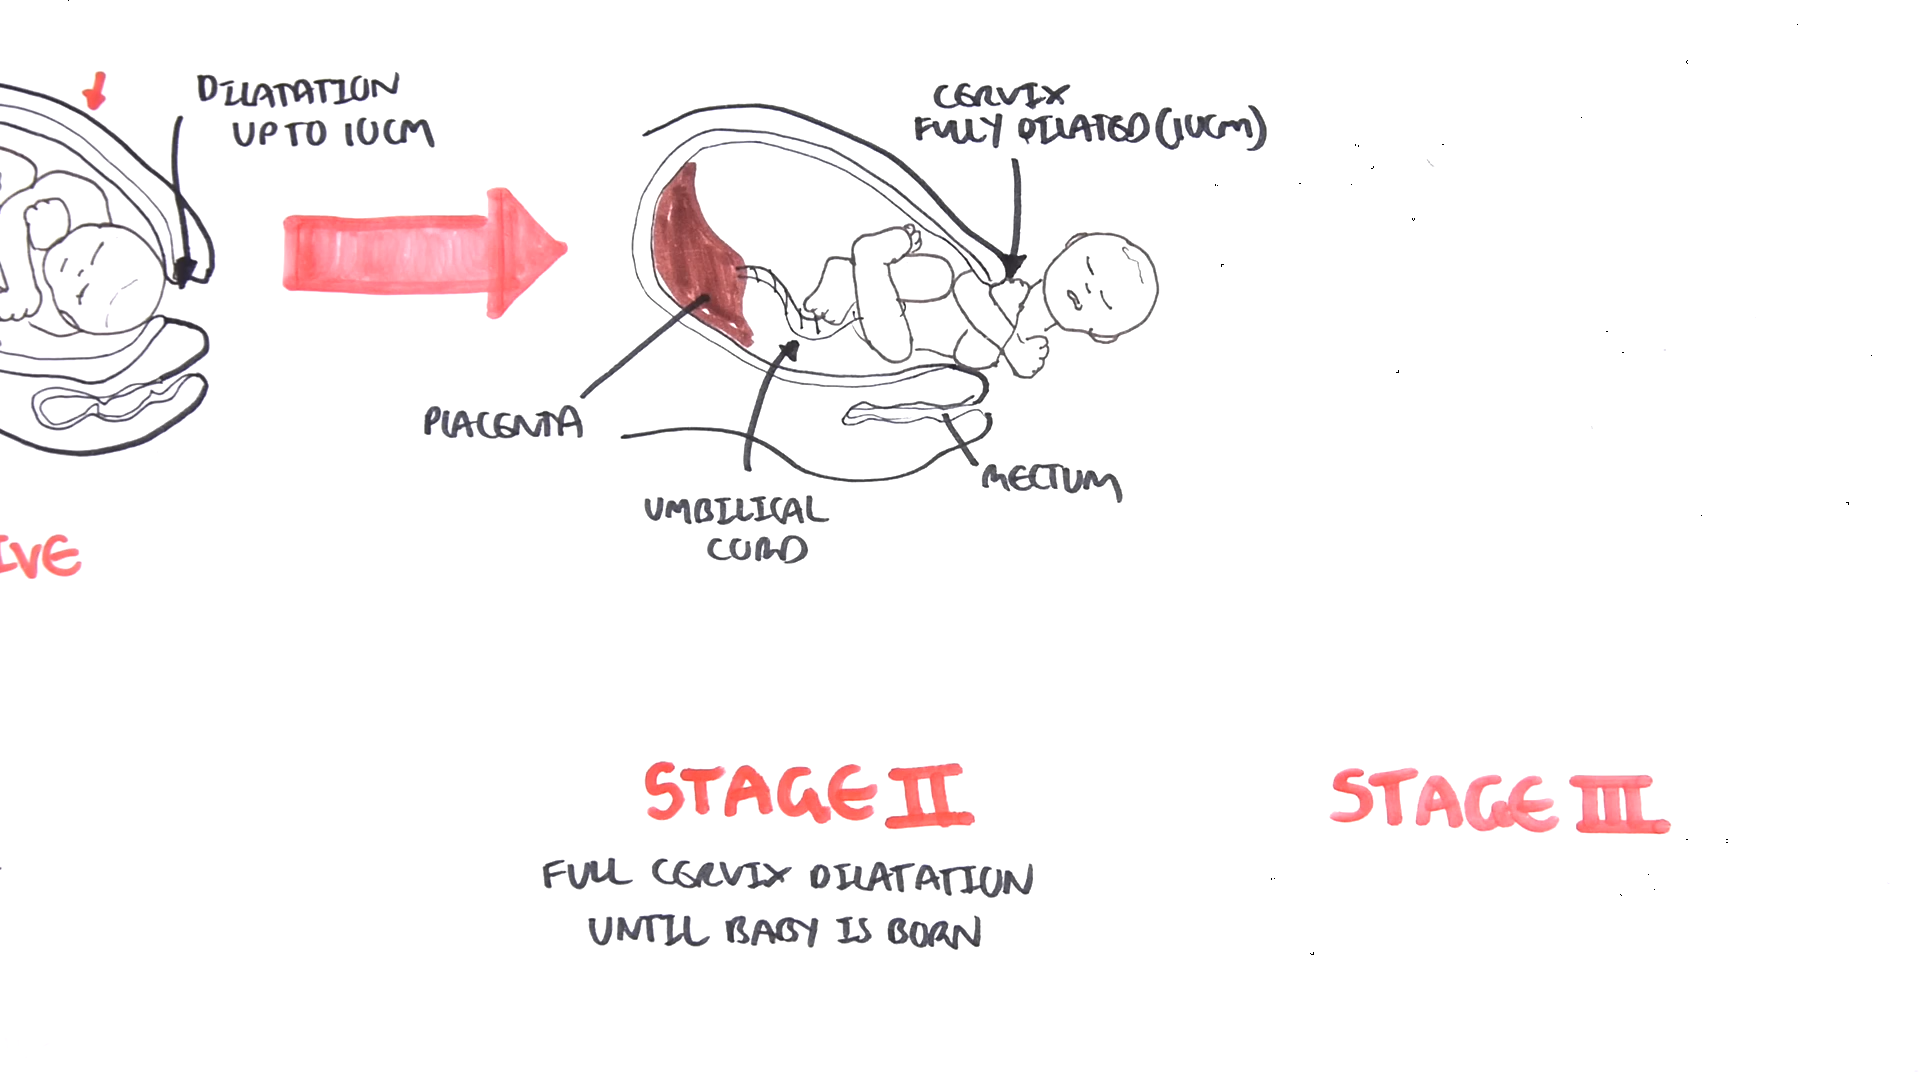 DILATATION
UP TO 10CM
CERVIX
FULLY DILATED (10cm)
PLACENTA
RECTUM
UMBILICAL
CORD
IVE
STAGE II
STAGE III
FULL CERVIX DILATATION
UNTIL BABY IS BORN